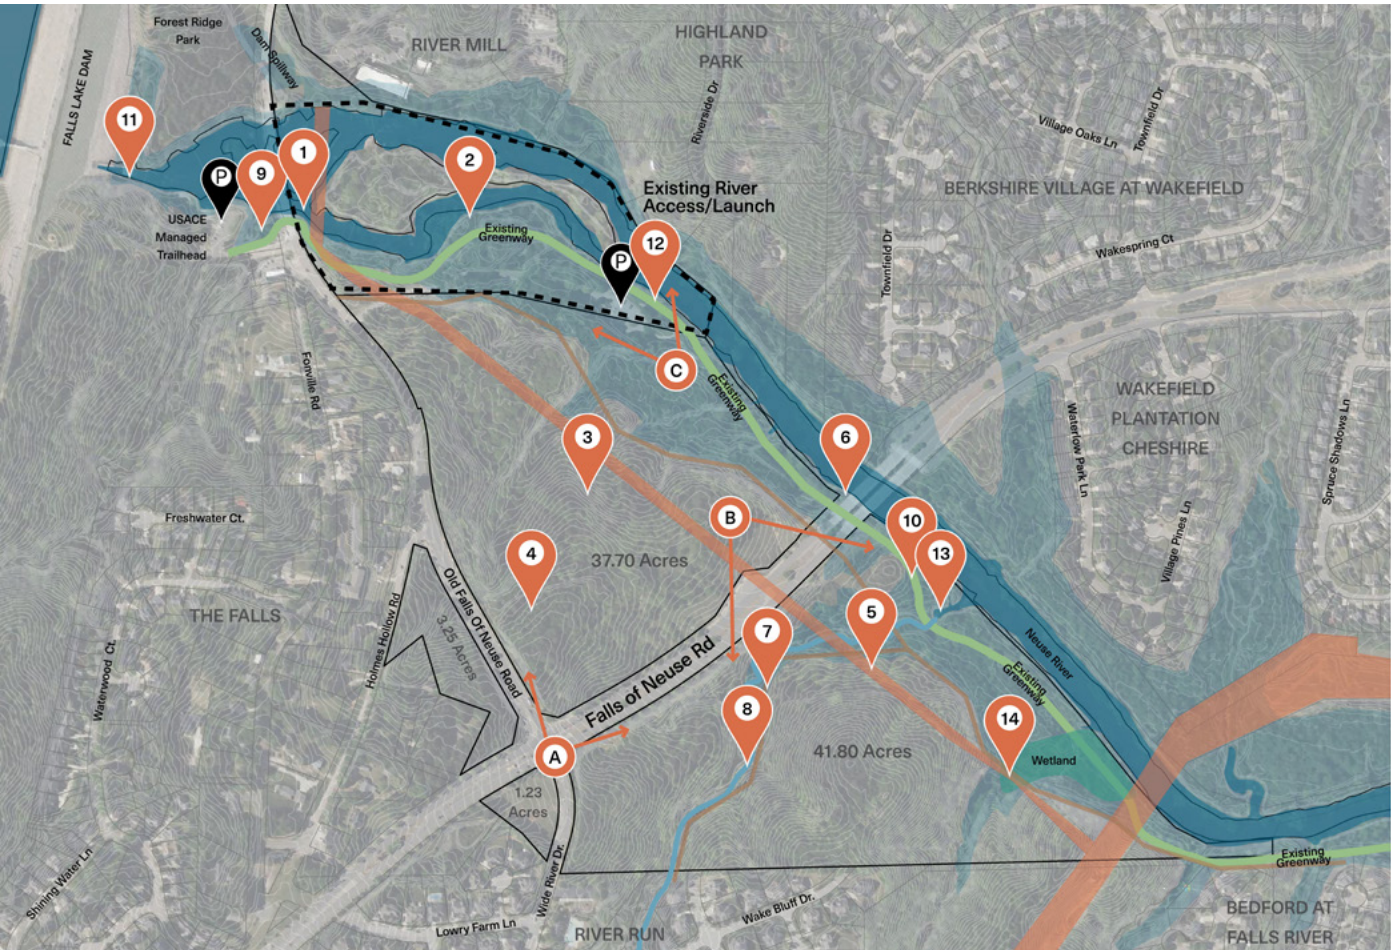 Forest Ridge
Park
FALLS LAKE DAM
Dam Spillway
RIVER MILL
HIGHLAND
PARK
Riverside Dr
Village Oaks Ln
Townfield Dr
11
P
9
1
2
Existing River
Access/Launch
BERKSHIRE VILLAGE AT WAKEFIELD
USACE
Managed
Trailhead
Existing
Greenway
P
12
Townfield Dr
Wakespring Ct
C
Fonville Rd
Existing
Greenway
WAKEFIELD
PLANTATION
CHESHIRE
Waterlow Park Ln
Spruce Shadows Ln
3
6
Village Pines Ln
Freshwater Ct.
B
10
4
37.70 Acres
13
THE FALLS
Holmes Hollow Rd
Old Falls Of Neuse Road
3.25 Acres
5
7
Neuse River
Waterwood Ct.
Falls of Neuse Rd
Existing
Greenway
8
14
A
41.80 Acres
Wetland
1.23
Acres
Shining Water Ln
Wide River Dr.
Existing
Greenway
Lowry Farm Ln
RIVER RUN
Wake Bluff Dr.
BEDFORD AT
FALLS RIVER